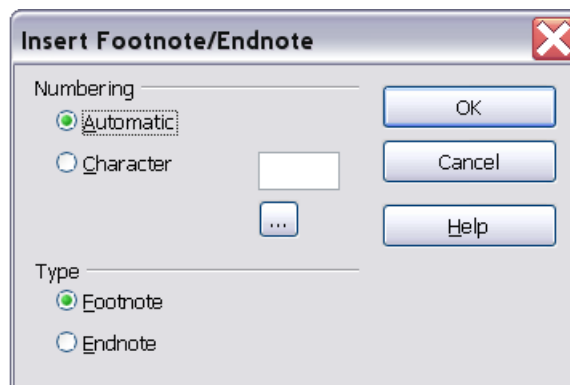 Insert Footnote/Endnote
Numbering
Automatic
Character
...
Type
Footnote
Endnote
OK
Cancel
Help